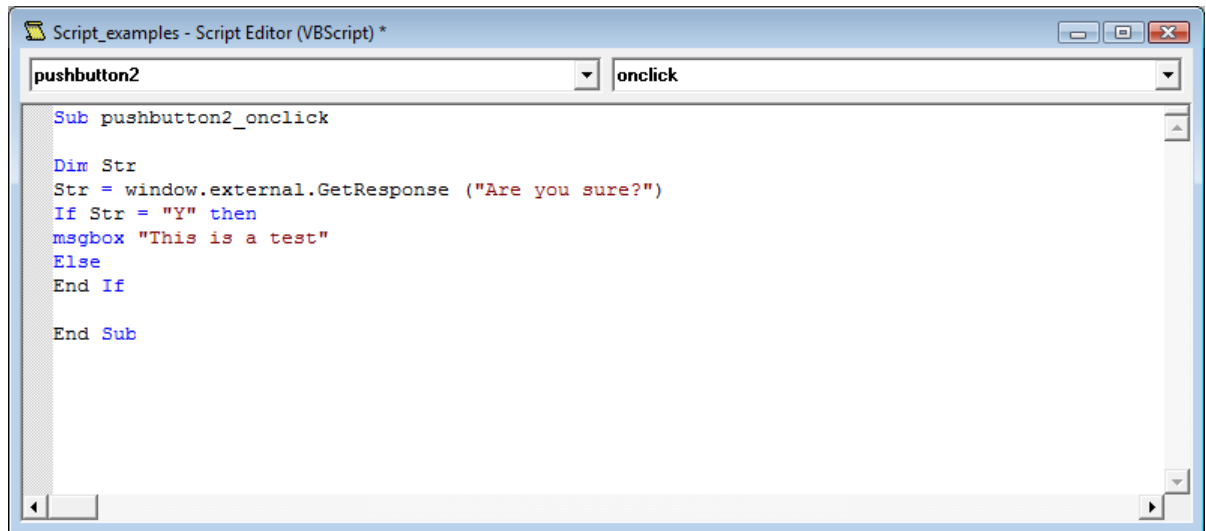 Script_examples - Script Editor (VBScript) *
pushbutton2 onclick
Sub pushbutton2_onclick
Dim Str
Str = window.external.GetResponse ("Are you sure?")
If Str = "Y" then
msgbox "This is a test"
Else
End If
End Sub